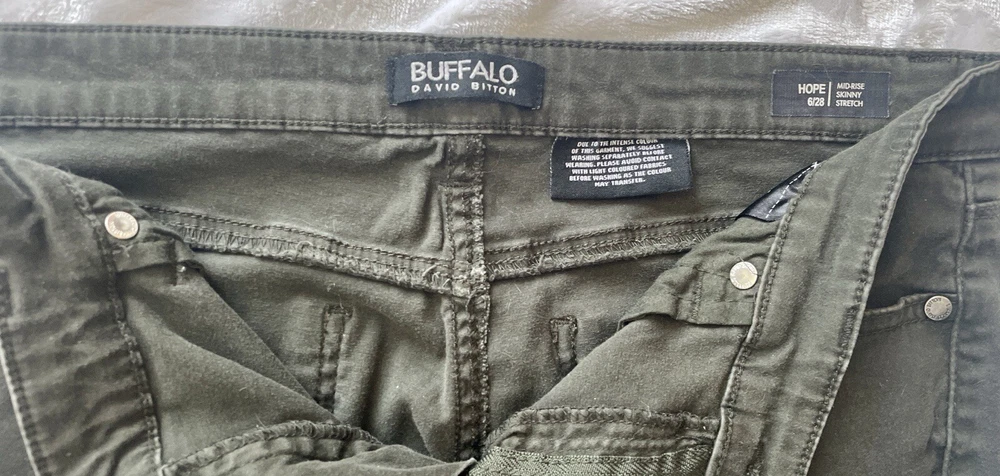 BUFFALO
DAVID BITTON
HOPE
6/28
MID-RISE
SKINNY
STRETCH
DUE TO THE INTENSE COLOUR
OF THIS GARMENT, WE SUGGEST
WASHING SEPARATELY BEFORE
WEARING. PLEASE AVOID CONTACT
WITH LIGHT COLOURED FABRICS
BEFORE WASHING AS THE COLOUR
MAY TRANSFER.